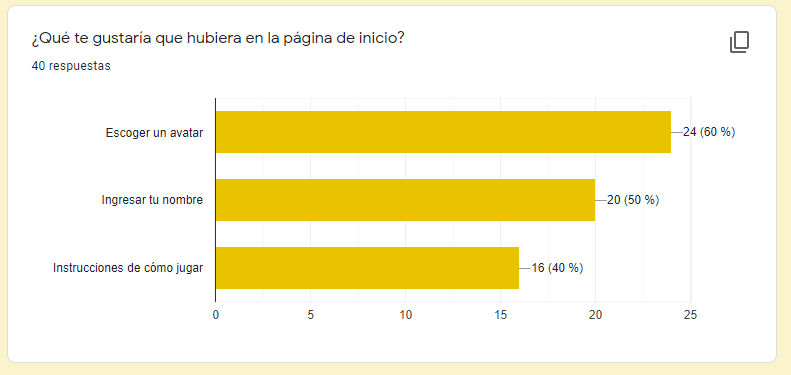 ¿Qué te gustaría que hubiera en la página de inicio?
40 respuestas
Escoger un avatar
24 (60 %)
Ingresar tu nombre
20 (50 %)
Instrucciones de cómo jugar
16 (40 %)
0 5 10 15 20 25